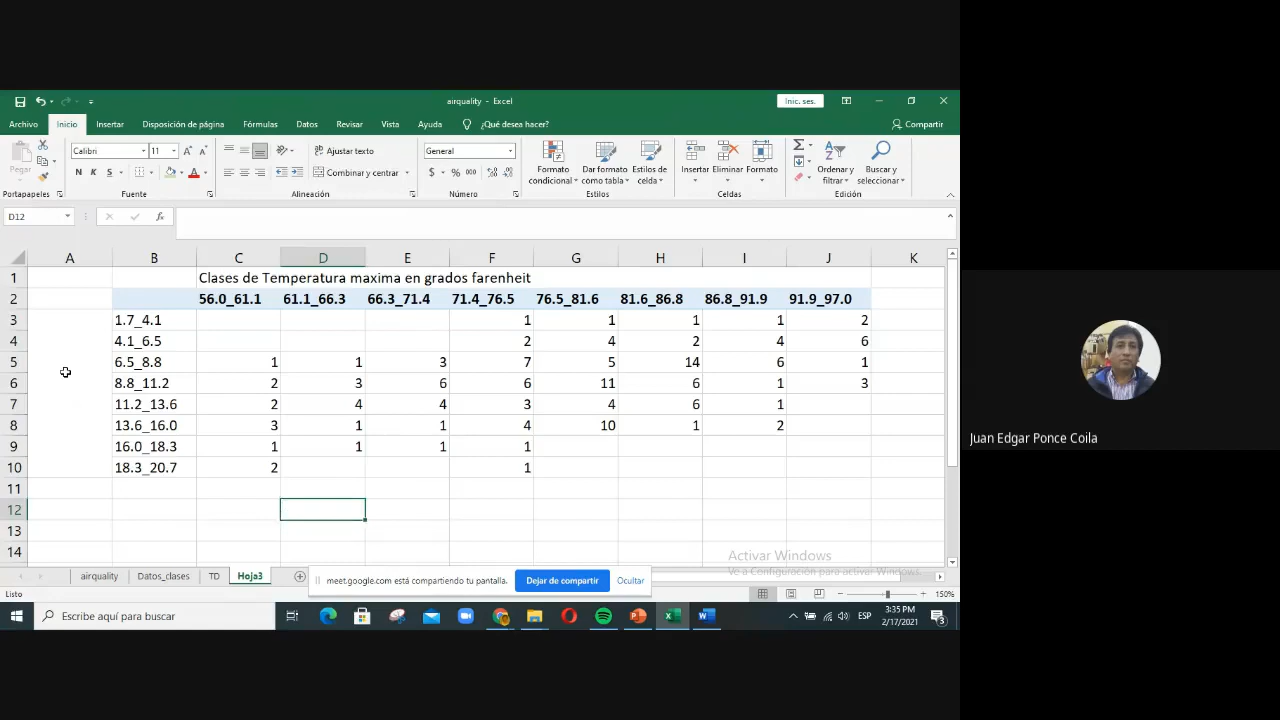 airquality - Excel
Inic. ses.
Archivo Inicio Insertar Disposición de página Fórmulas Datos Revisar Vista Ayuda ¿Qué desea hacer? Compartir
Pegar
Calibri 11
Ajustar texto
General
N K S
Combinar y centrar
$ % 000
Formato condicional
Dar formato como tabla
Estilos de celda
Insertar Eliminar Formato
Ordenar y filtrar
Buscar y seleccionar
Portapapeles Fuente Alineación Número Estilos Celdas Edición
D12
A B C D E F G H I J K
1 Clases de Temperatura maxima en grados farenheit
2 56.0_61.1 61.1_66.3 66.3_71.4 71.4_76.5 76.5_81.6 81.6_86.8 86.8_91.9 91.9_97.0
3 1.7_4.1 1 1 1 1 2
4 4.1_6.5 2 4 2 4 6
5 6.5_8.8 1 1 3 7 5 14 6 1
6 8.8_11.2 2 3 6 6 11 6 1 3
7 11.2_13.6 2 4 4 3 4 6 1
8 13.6_16.0 3 1 1 4 10 1 2
9 16.0_18.3 1 1 1 1
10 18.3_20.7 2 1
11
12
13
14
Activar Windows
Ve a Configuración para activar Windows.
airquality Datos_clases TD Hoja3
meet.google.com está compartiendo tu pantalla. Dejar de compartir Ocultar
Listo
150%
Escribe aquí para buscar
ESP
3:35 PM
2/17/2021
3
Juan Edgar Ponce Coila